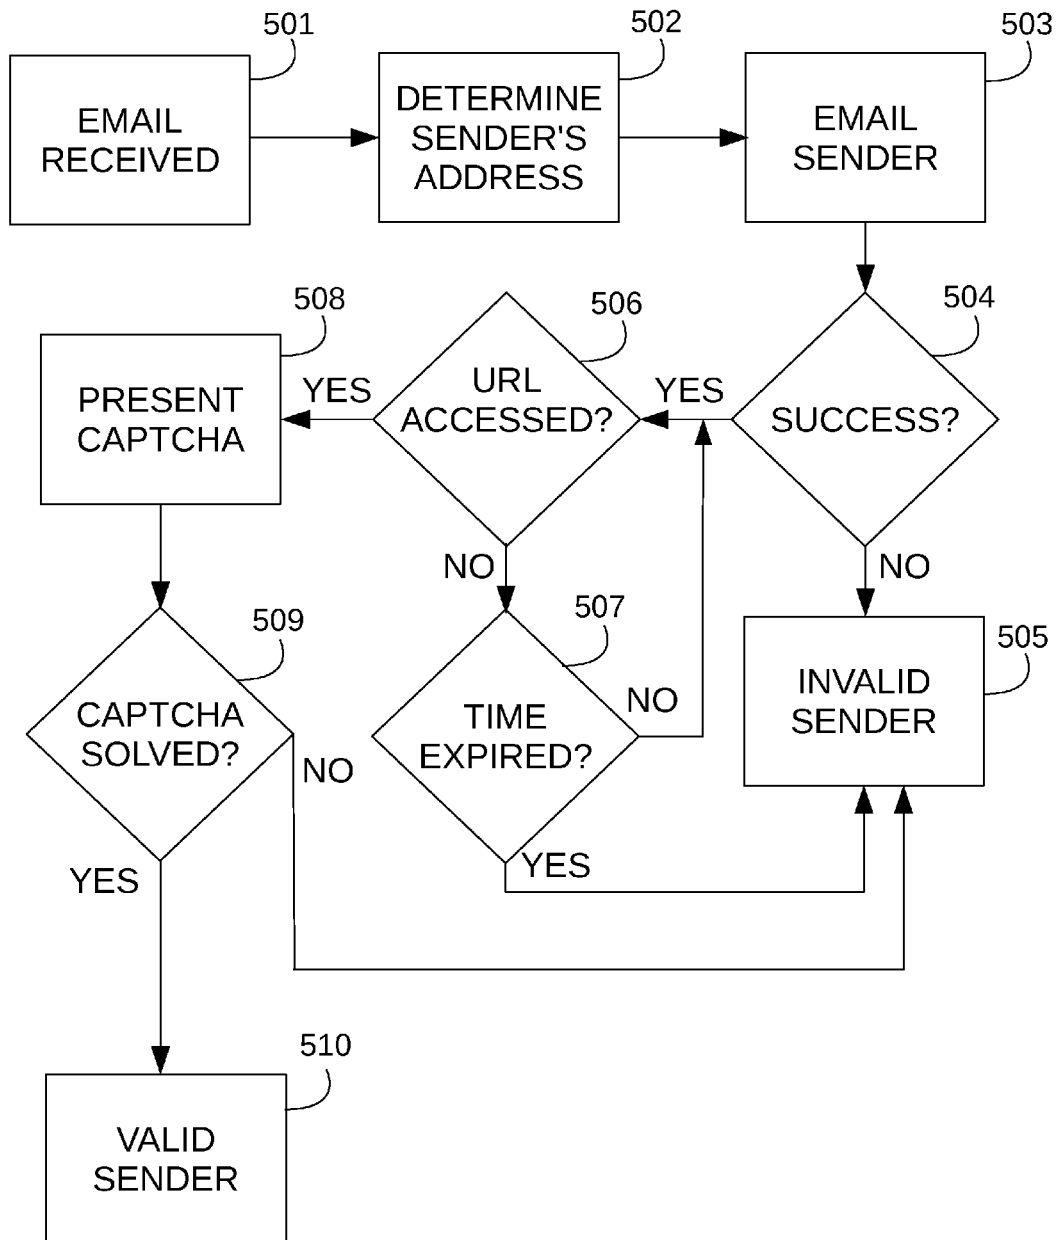 501
EMAIL
RECEIVED
502
DETERMINE
SENDER'S
ADDRESS
503
EMAIL
SENDER
504
SUCCESS?
YES
NO
505
INVALID
SENDER
506
URL
ACCESSED?
YES
NO
507
TIME
EXPIRED?
NO
YES
508
PRESENT
CAPTCHA
509
CAPTCHA
SOLVED?
NO
YES
510
VALID
SENDER